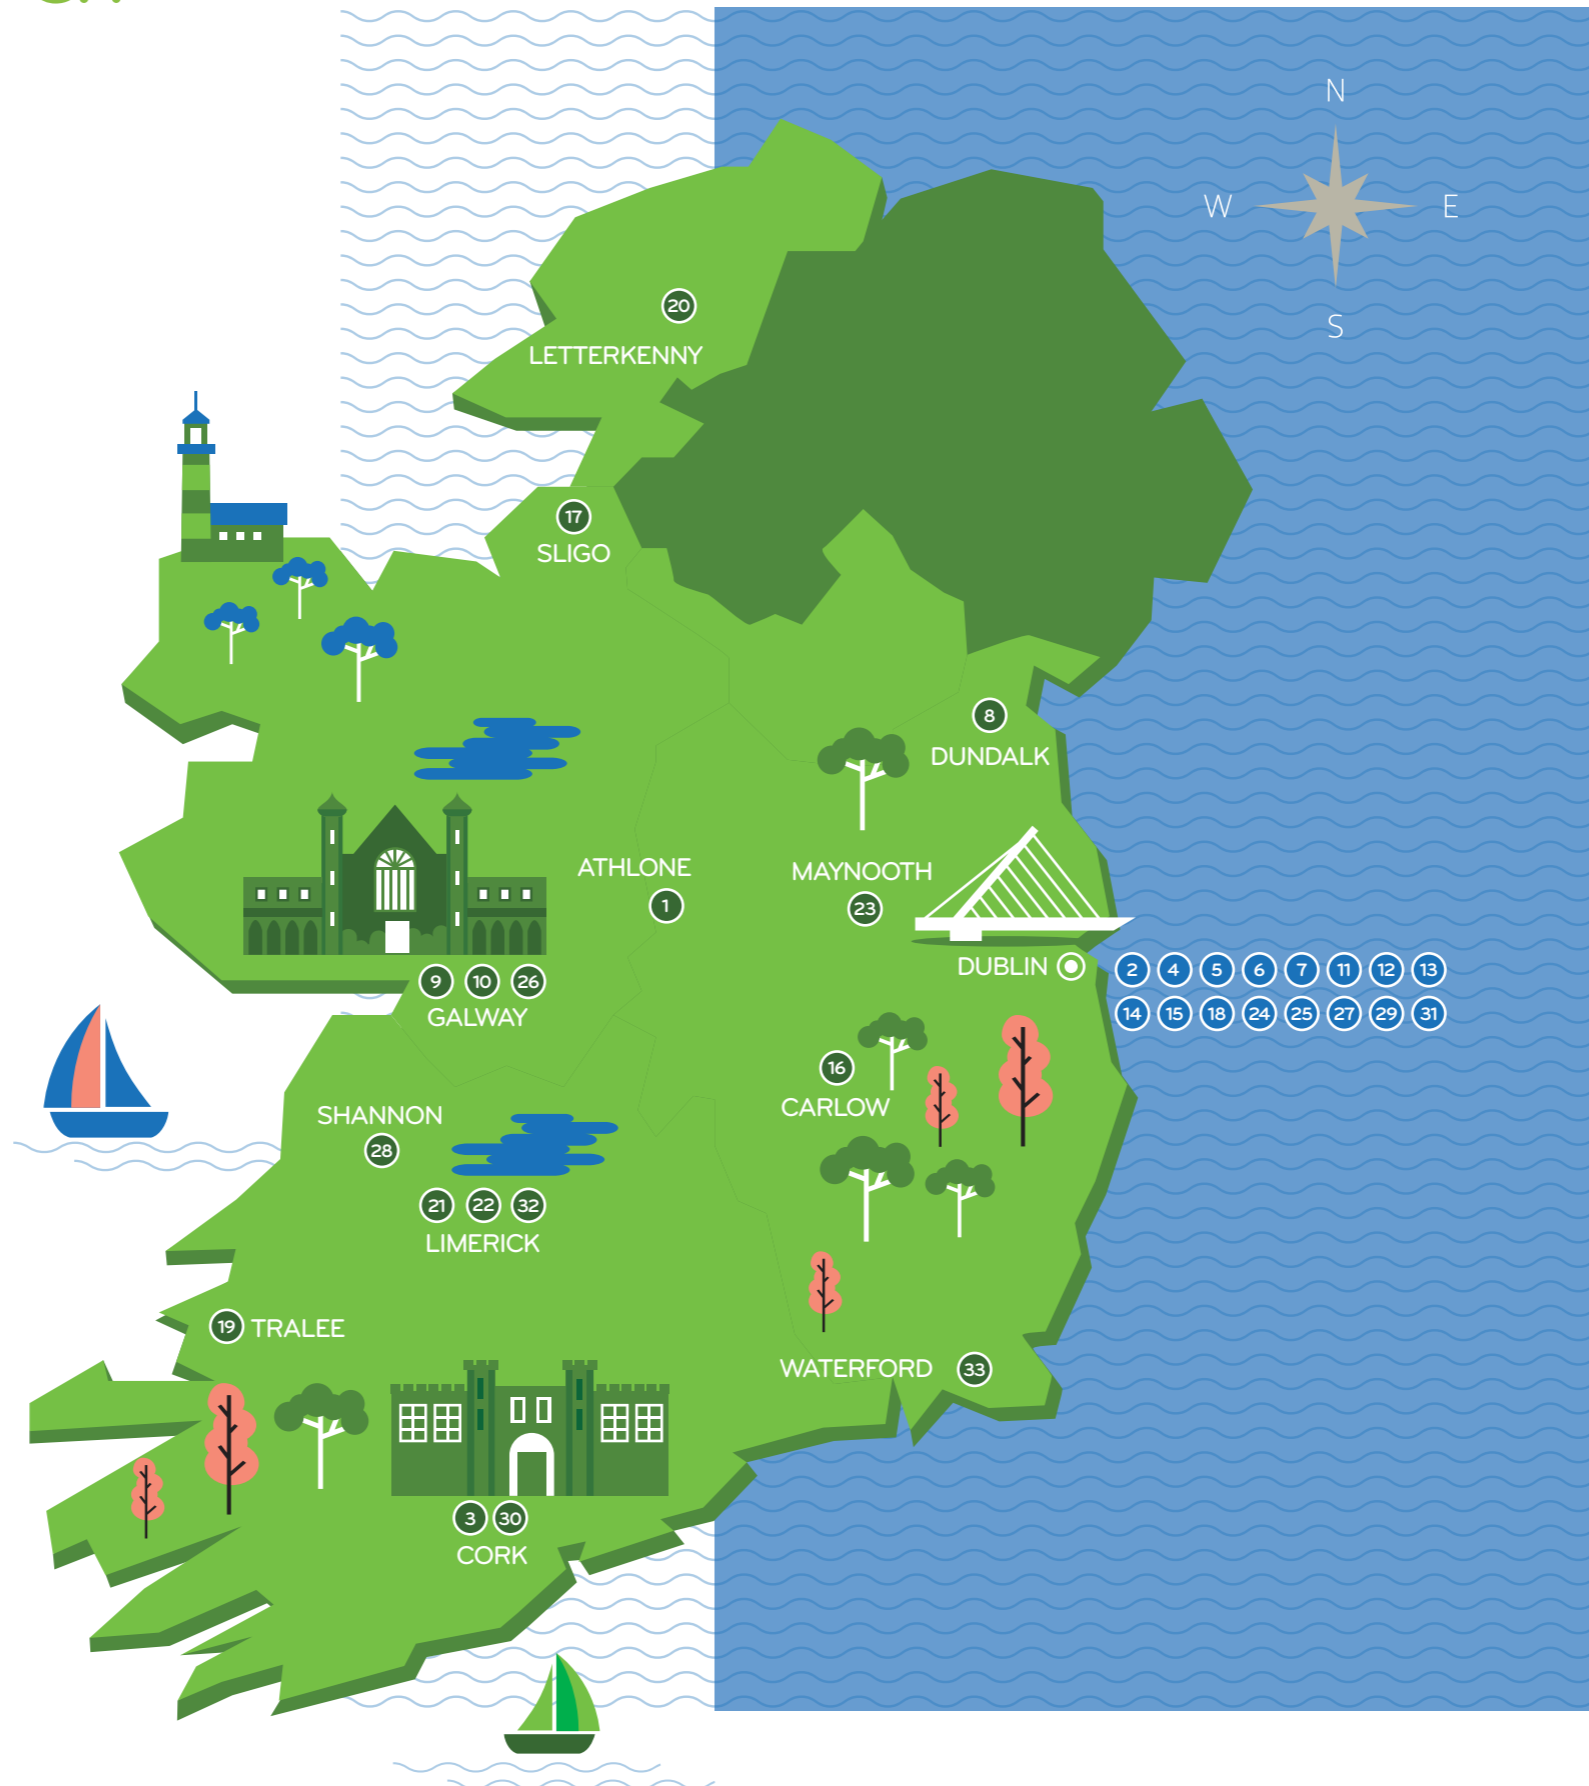 N
W E
S
20
LETTERKENNY
17
SLIGO
8
DUNDALK
ATHLONE
1
MAYNOOTH
23
DUBLIN
2 4 5 6 7 11 12 13
14 15 18 24 25 27 29 31
9 10 26
GALWAY
16
CARLOW
SHANNON
28
21 22 32
LIMERICK
19 TRALEE
WATERFORD 33
3 30
CORK